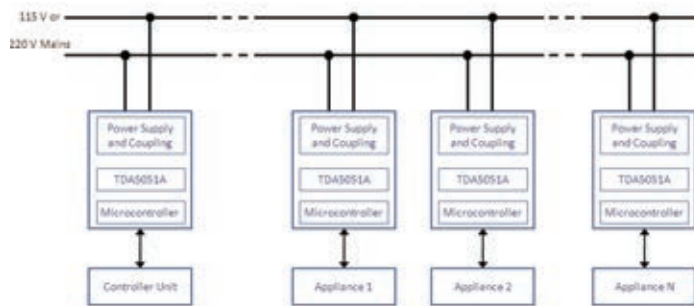 115 V or
220 V Mains
Power Supply
and Coupling
TDA5051A
Microcontroller
Controller Unit
Power Supply
and Coupling
TDA5051A
Microcontroller
Appliance 1
Power Supply
and Coupling
TDA5051A
Microcontroller
Appliance 2
Power Supply
and Coupling
TDA5051A
Microcontroller
Appliance N